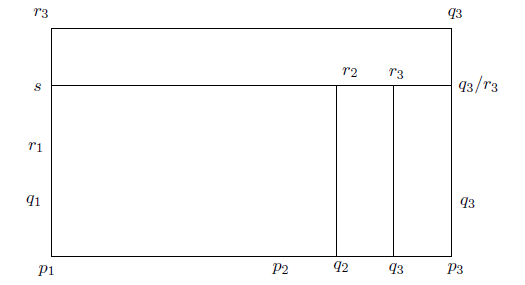 r₃ q₃
r₂ r₃
s q₃/r₃
r₁
q₁ q₃
p₁ p₂ q₂ q₃ p₃